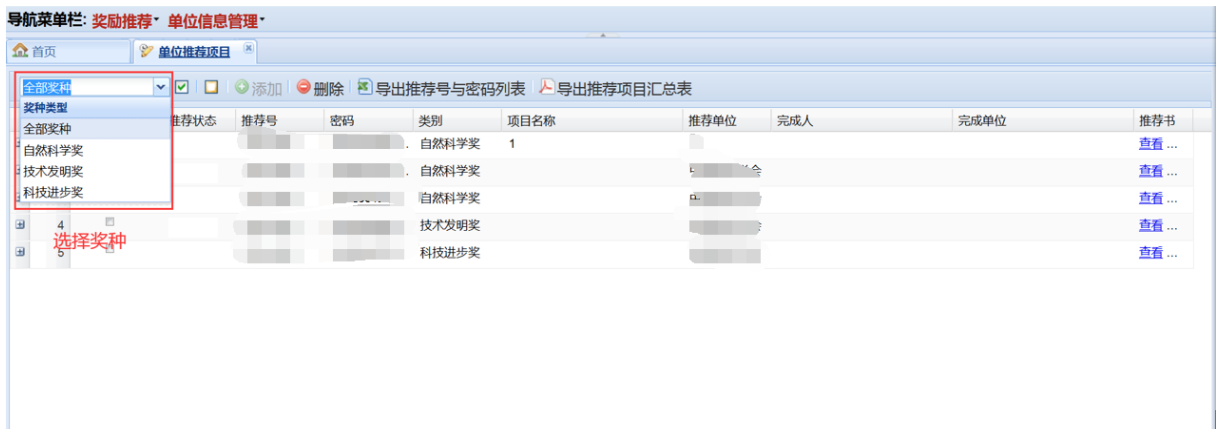 导航菜单栏: 奖励推荐 单位信息管理
首页 单位推荐项目
全部奖种 添加 删除 导出推荐号与密码列表 导出推荐项目汇总表
奖种类型
推荐状态 推荐号 密码 类别 项目名称 推荐单位 完成人 完成单位 推荐书
全部奖种
自然科学奖 1 查看 ...
自然科学奖
自然科学奖 查看 ...
技术发明奖
科技进步奖
自然科学奖 查看 ...
4 技术发明奖 查看 ...
选择奖种
5 科技进步奖 查看 ...